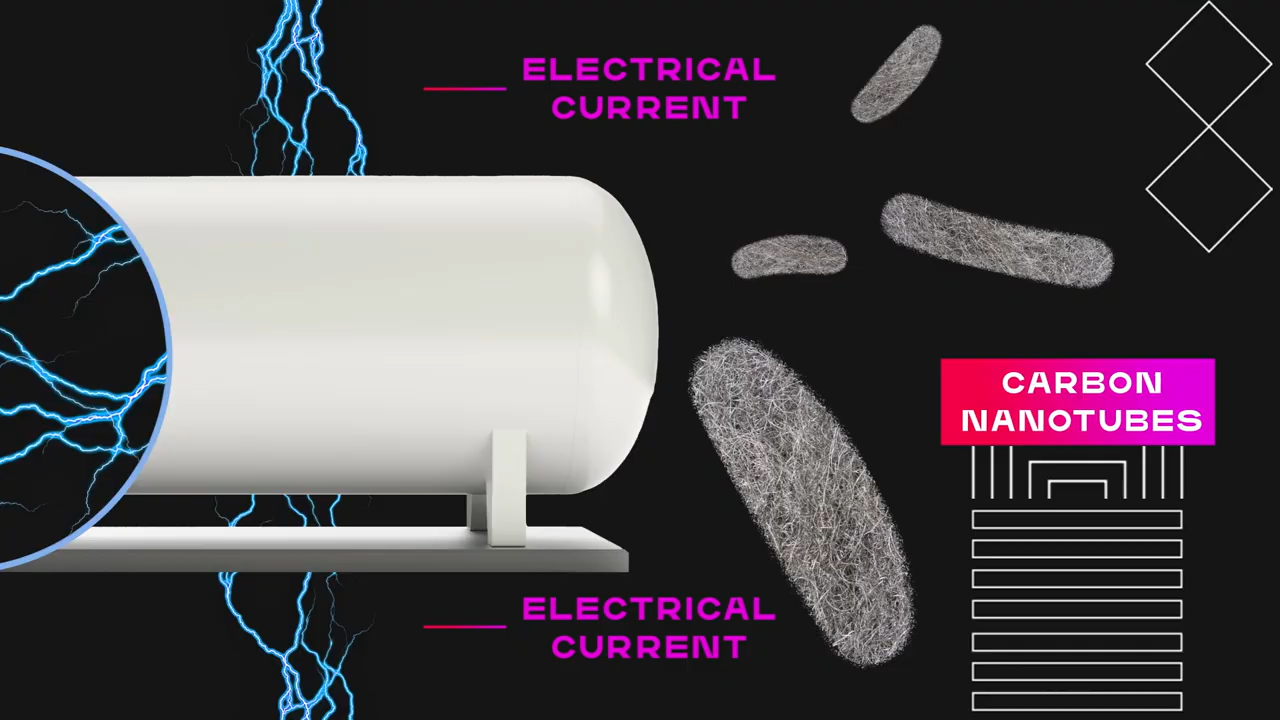 ELECTRICAL
CURRENT
CARBON
NANOTUBES
ELECTRICAL
CURRENT